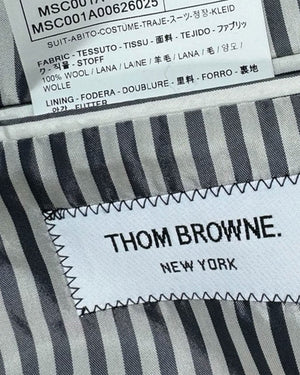 MSC001A00626025
SUIT-ABITO-COSTUME-TRAJE-スーツ-정장-KLEID
FABRIC - TESSUTO - TISSU - 面料 - TEJIDO - ファブリック
직물 - STOFF
100% WOOL / LANA / LAINE / 羊毛 / LANA / 毛 / 양모 /
WOLLE
LINING - FODERA - DOUBLURE - 里料 - FORRO - 裏地
안감 - FUTTER
THOM BROWNE.
NEW YORK